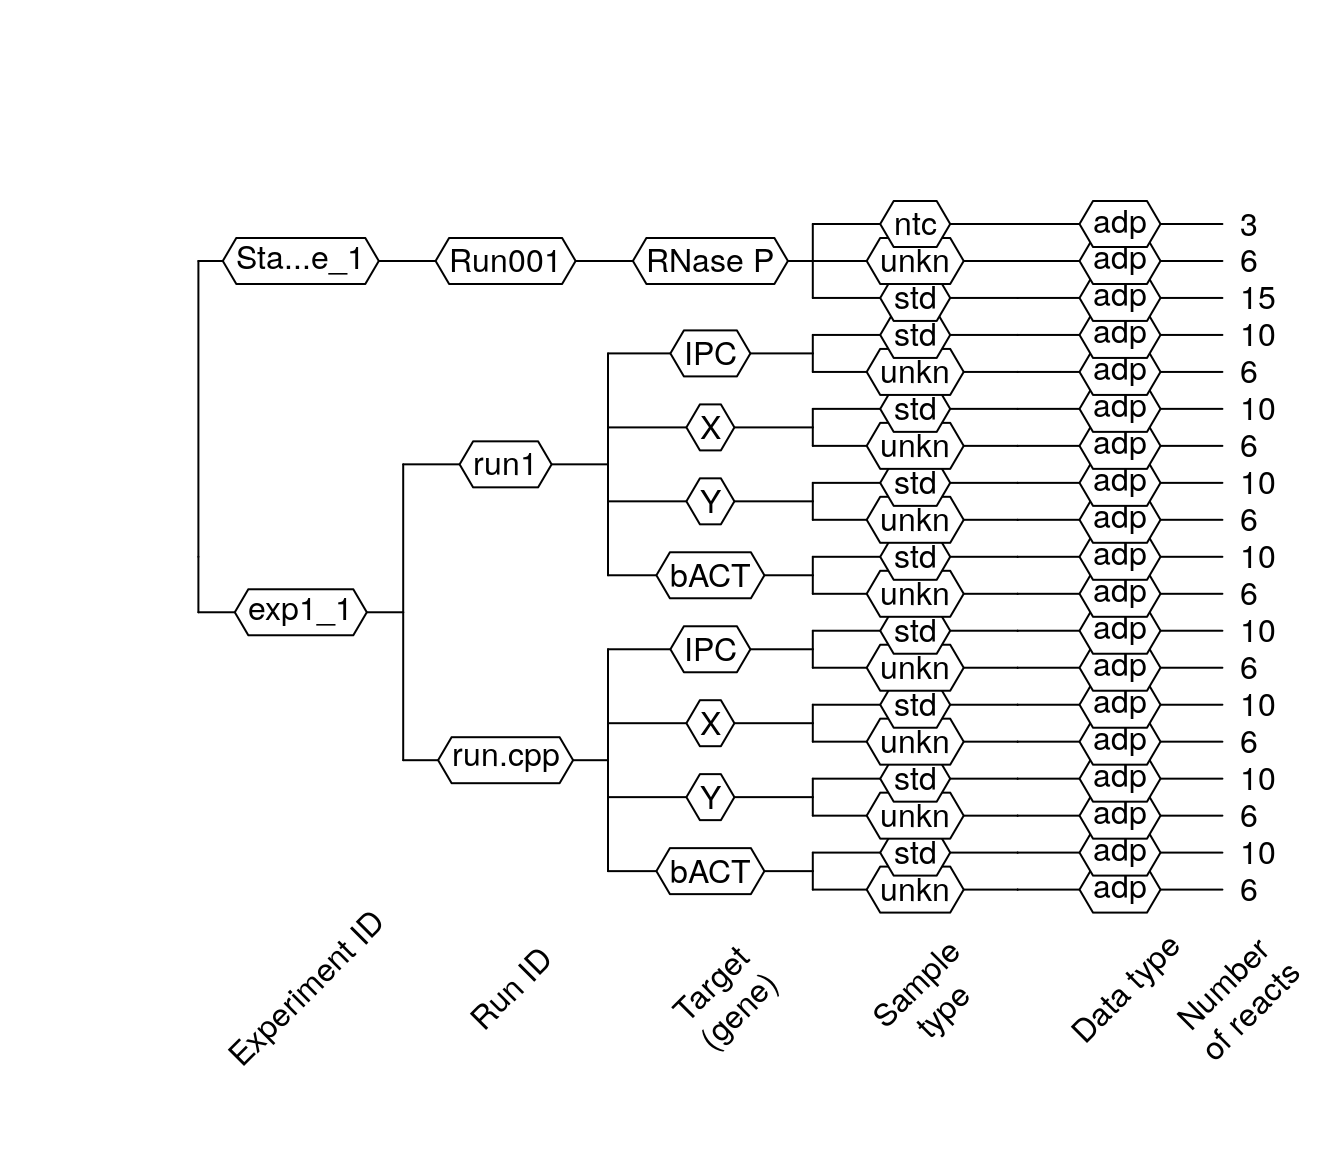 ntc adp 3
Sta...e_1 Run001 RNase P unkn adp 6
std adp 15
std adp 10
IPC
unkn adp 6
std adp 10
X
unkn adp 6
run1
std adp 10
Y
unkn adp 6
std adp 10
bACT
unkn adp 6
exp1_1
std adp 10
IPC
unkn adp 6
std adp 10
X
unkn adp 6
run.cpp
std adp 10
Y
unkn adp 6
std adp 10
bACT
unkn adp 6
Experiment ID
Run ID
Target
(gene)
Sample
type
Data type
Number
of reacts